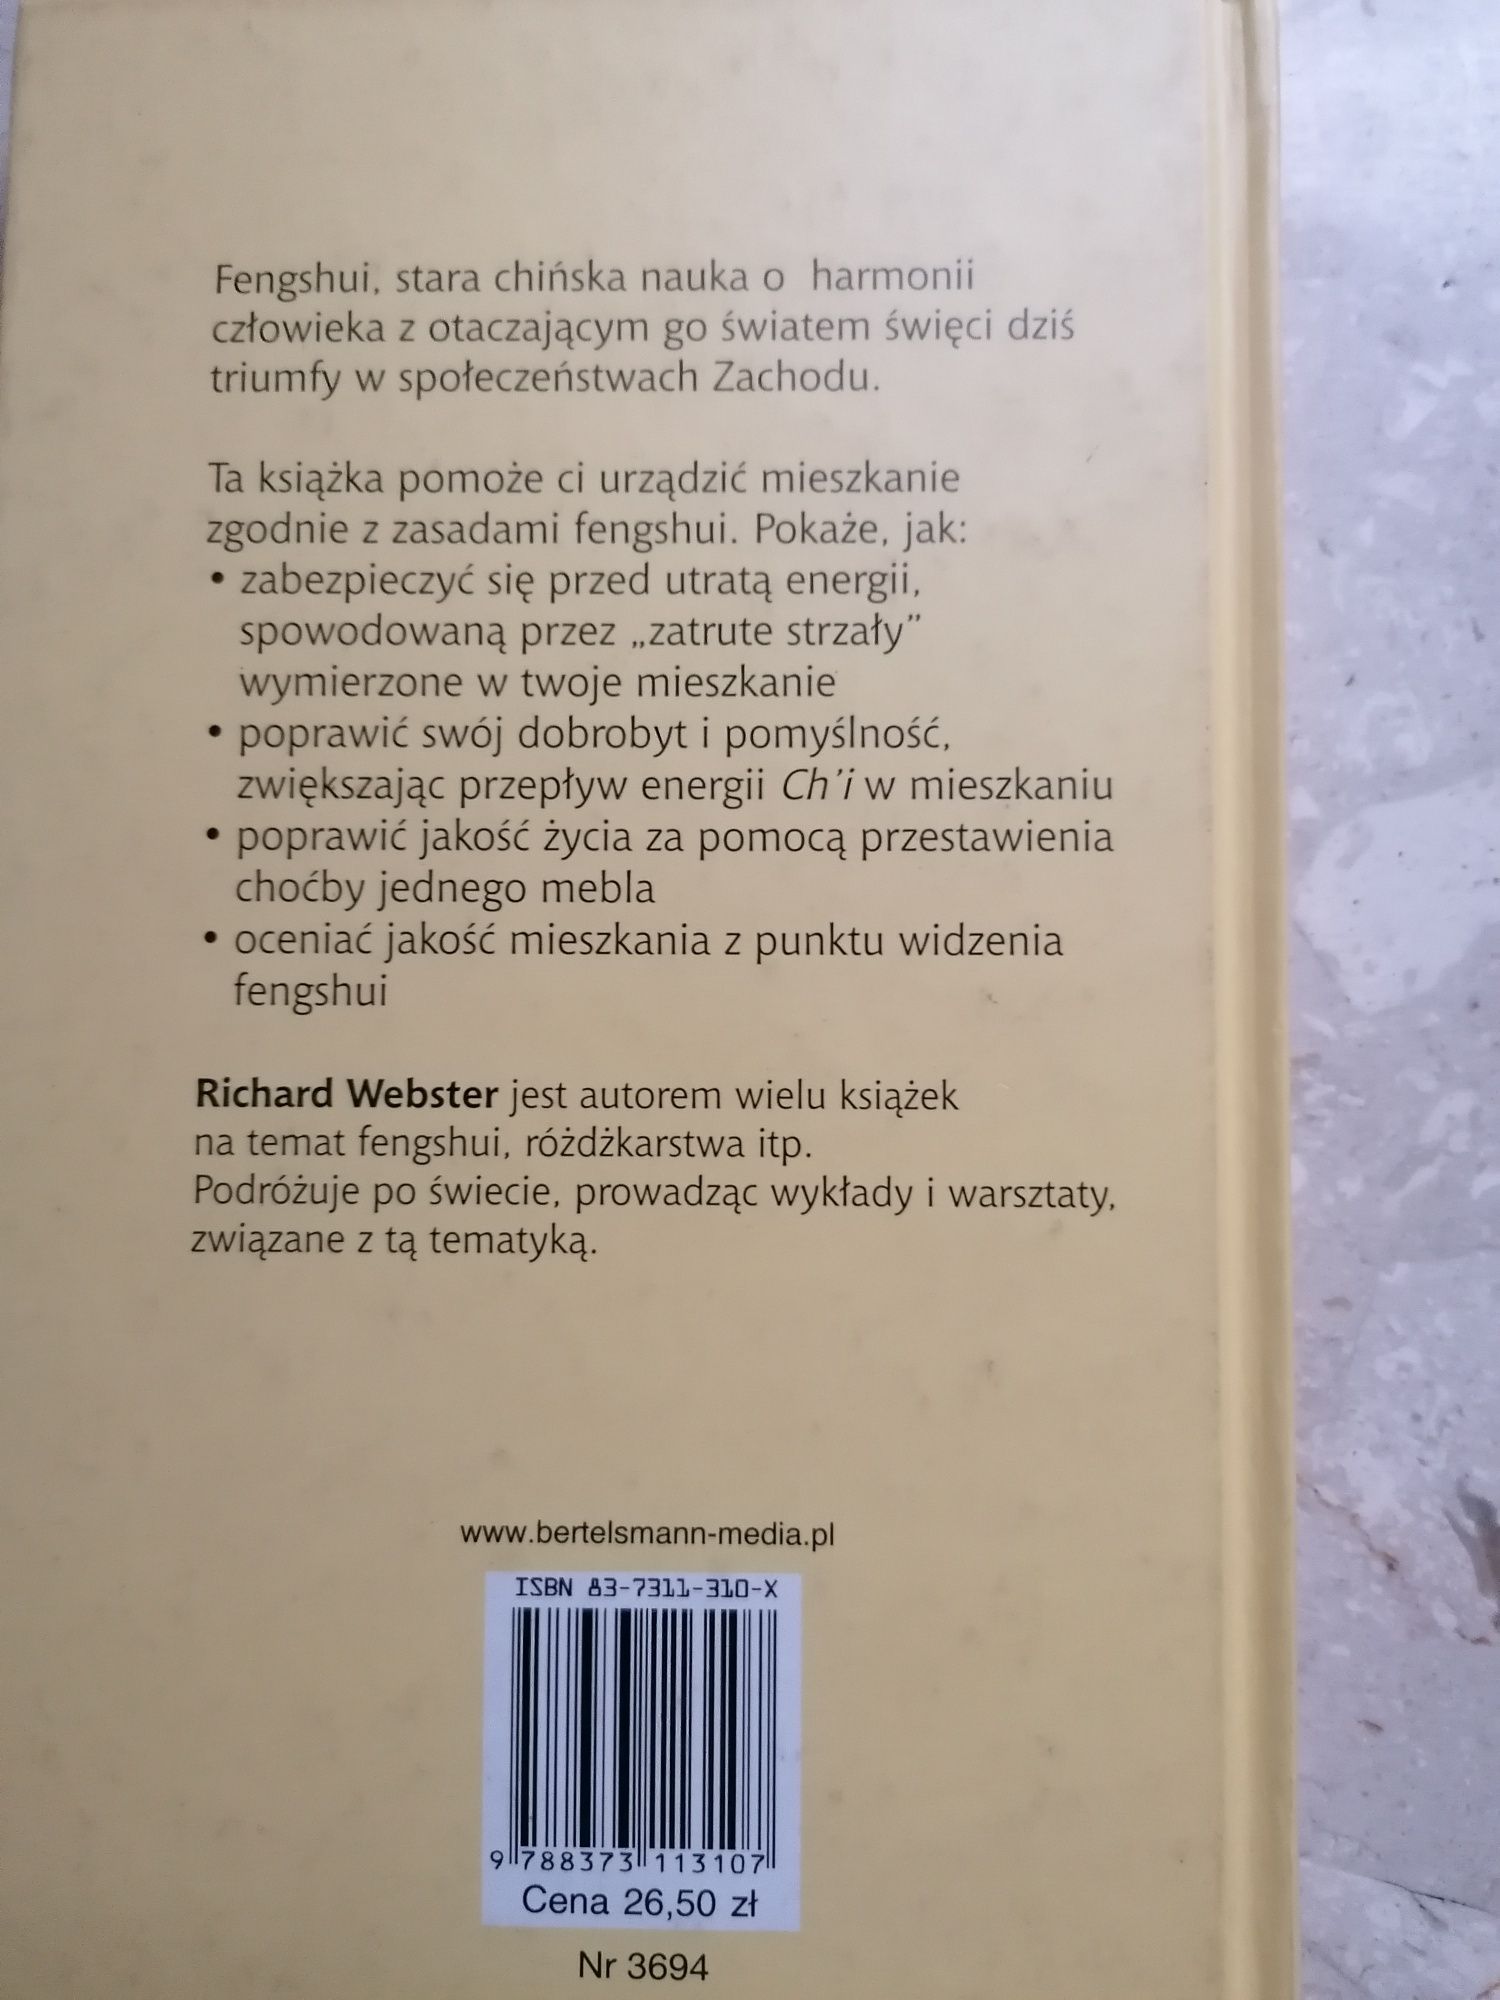 Fengshui, stara chińska nauka o harmonii
człowieka z otaczającym go światem święci dziś
triumfy w społeczeństwach Zachodu.
Ta książka pomoże ci urządzić mieszkanie
zgodnie z zasadami fengshui. Pokaże, jak:
• zabezpieczyć się przed utratą energii,
spowodowaną przez „zatrute strzały”
wymierzone w twoje mieszkanie
• poprawić swój dobrobyt i pomyślność,
zwiększając przepływ energii Ch'i w mieszkaniu
• poprawić jakość życia za pomocą przestawienia
choćby jednego mebla
• oceniać jakość mieszkania z punktu widzenia
fengshui
Richard Webster jest autorem wielu książek
na temat fengshui, różdżkarstwa itp.
Podróżuje po świecie, prowadząc wykłady i warsztaty,
związane z tą tematyką.
www.bertelsmann-media.pl
ISBN 83-7311-310-X
9 788373 113107
Cena 26,50 zł
Nr 3694